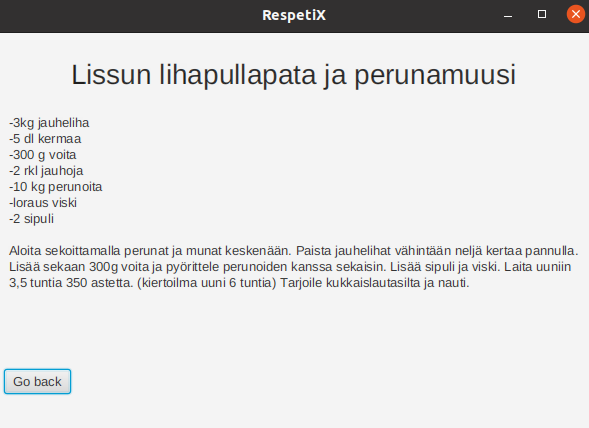 RespetiX
Lissun lihapullapata ja perunamuusi
-3kg jauheliha
-5 dl kermaa
-300 g voita
-2 rkl jauhoja
-10 kg perunoita
-loraus viski
-2 sipuli
Aloita sekoittamalla perunat ja munat keskenään. Paista jauhelihat vähintään neljä kertaa pannulla.
Lisää sekaan 300g voita ja pyörittele perunoiden kanssa sekaisin. Lisää sipuli ja viski. Laita uuniin
3,5 tuntia 350 astetta. (kiertoilma uuni 6 tuntia) Tarjoile kukkaislautasilta ja nauti.
Go back